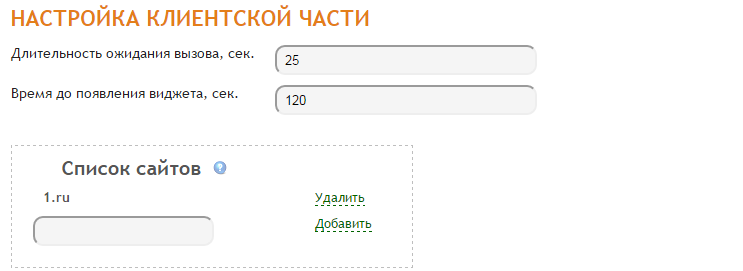 НАСТРОЙКА КЛИЕНТСКОЙ ЧАСТИ
Длительность ожидания вызова, сек. 25
Время до появления виджета, сек. 120
Список сайтов ?
1.ru Удалить
Добавить